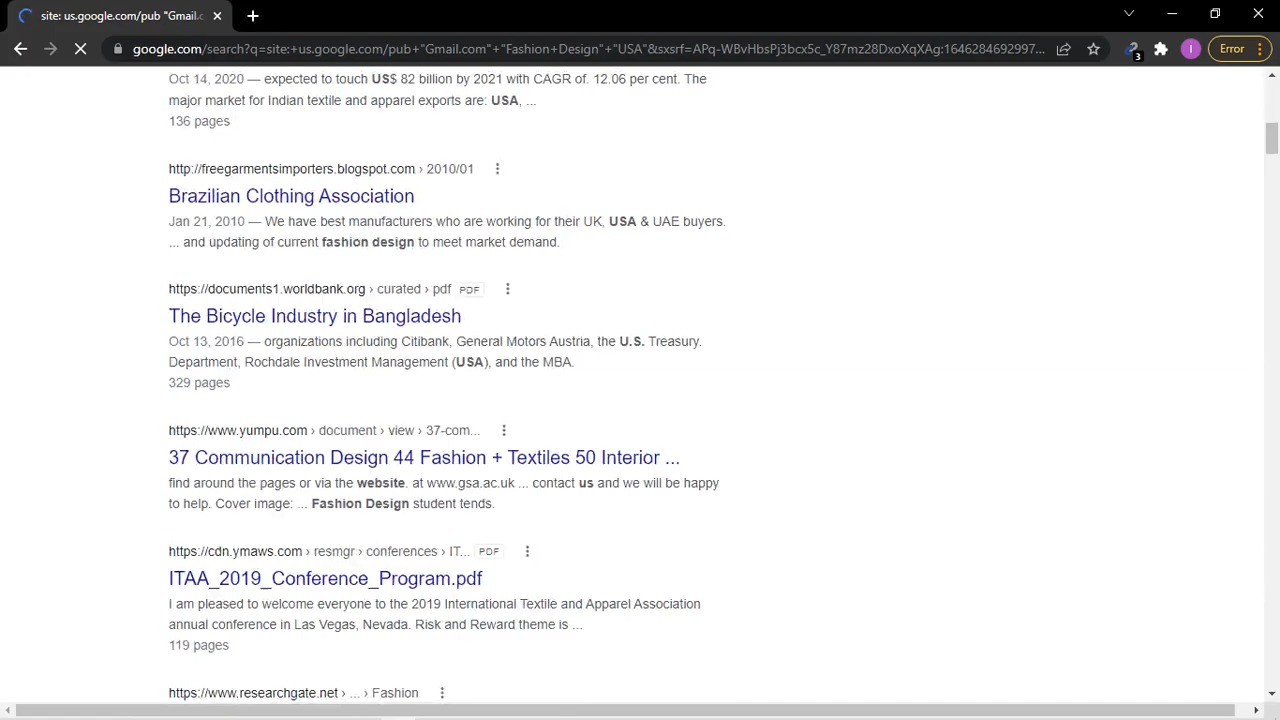 site: us.google.com/pub "Gmail.c
google.com/search?q=site:+us.google.com/pub+"Gmail.com"+"Fashion+Design"+"USA"&sxsrf=APq-WBvHbsPj3bcx5c_Y87mz28DxoXqXAg:1646284692997...
3
I
Error
Oct 14, 2020 — expected to touch US$ 82 billion by 2021 with CAGR of. 12.06 per cent. The
major market for Indian textile and apparel exports are: USA, ...
136 pages
http://freegarmentsimporters.blogspot.com › 2010/01
Brazilian Clothing Association
Jan 21, 2010 — We have best manufacturers who are working for their UK, USA & UAE buyers.
... and updating of current fashion design to meet market demand.
https://documents1.worldbank.org › curated › pdf PDF
The Bicycle Industry in Bangladesh
Oct 13, 2016 — organizations including Citibank, General Motors Austria, the U.S. Treasury.
Department, Rochdale Investment Management (USA), and the MBA.
329 pages
https://www.yumpu.com › document › view › 37-com...
37 Communication Design 44 Fashion + Textiles 50 Interior ...
find around the pages or via the website. at www.gsa.ac.uk ... contact us and we will be happy
to help. Cover image: ... Fashion Design student tends.
https://cdn.ymaws.com › resmgr › conferences › IT... PDF
ITAA_2019_Conference_Program.pdf
I am pleased to welcome everyone to the 2019 International Textile and Apparel Association
annual conference in Las Vegas, Nevada. Risk and Reward theme is ...
119 pages
https://www.researchgate.net › ... › Fashion